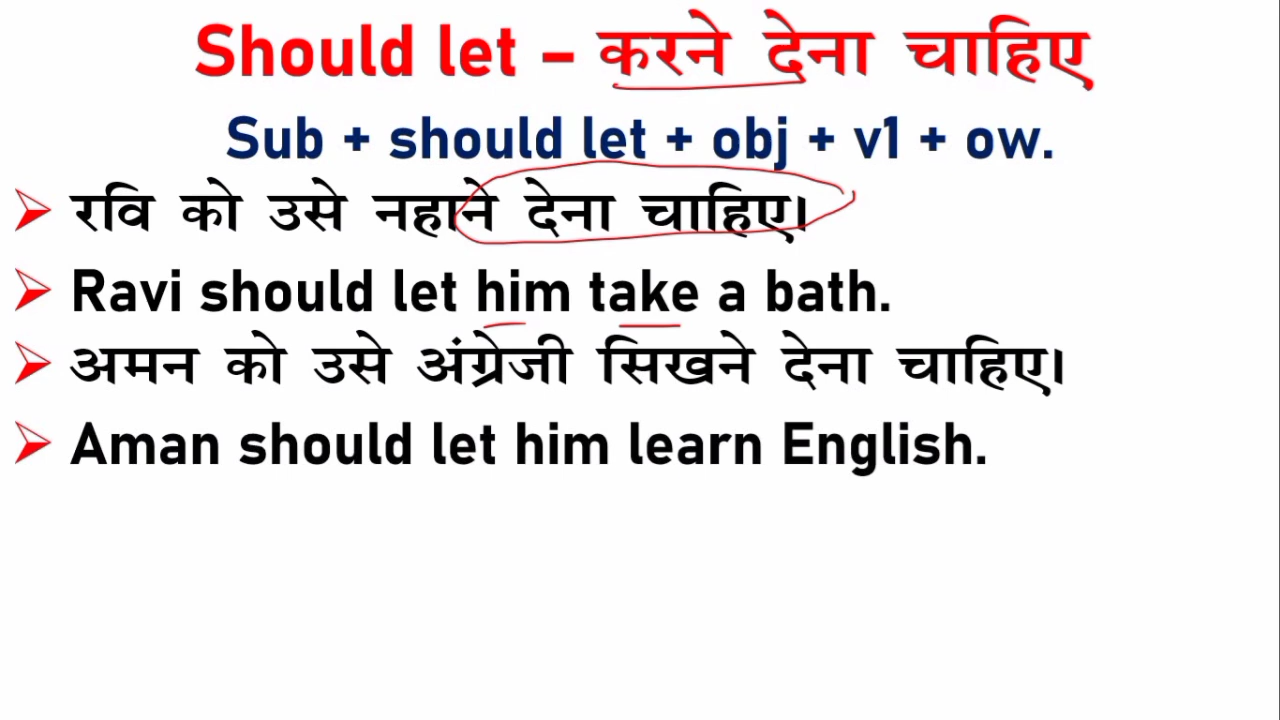 Should let – करने देना चाहिए
Sub + should let + obj + v1 + ow.
➢ रवि को उसे नहाने देना चाहिए।
➢ Ravi should let him take a bath.
➢ अमन को उसे अंग्रेजी सिखने देना चाहिए।
➢ Aman should let him learn English.